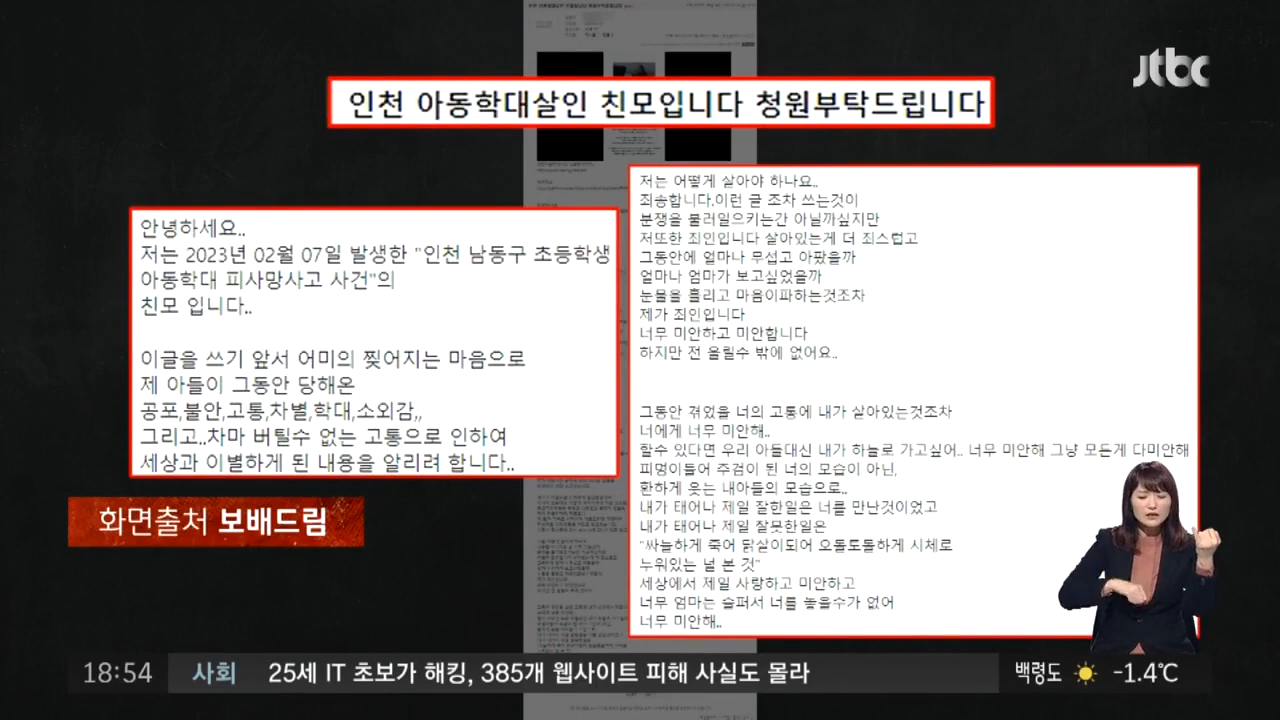 jtbc
인천 아동학대살인 친모입니다 청원부탁드립니다
안녕하세요..
저는 2023년 02월 07일 발생한 "인천 남동구 초등학생
아동학대 피사망사고 사건"의
친모 입니다..
이글을 쓰기 앞서 어미의 찢어지는 마음으로
제 아들이 그동안 당해온
공포,불안,고통,차별,학대,소외감,,
그리고..차마 버틸수 없는 고통으로 인하여
세상과 이별하게 된 내용을 알리려 합니다..
저는 어떻게 살아야 하나요..
죄송합니다.이런 글 조차 쓰는것이
분쟁을 불러일으키는간 아닐까싶지만
저또한 죄인입니다 살아있는게 더 죄스럽고
그동안에 얼마나 무섭고 아팠을까
얼마나 엄마가 보고싶었을까
눈물을 흘리고 마음이파하는것조차
제가 죄인입니다
너무 미안하고 미안합니다
하지만 전 올릴수 밖에 없어요..
그동안 겪었을 너의 고통에 내가 살아있는것조차
너에게 너무 미안해..
할수 있다면 우리 아들대신 내가 하늘로 가고싶어.. 너무 미안해 그냥 모든게 다미안해
피멍이들어 주검이 된 너의 모습이 아닌,
환하게 웃는 내아들의 모습으로..
내가 태어나 제일 잘한일은 너를 만난것이었고
내가 태어나 제일 잘못한일은
"싸늘하게 죽어 닭살이되어 오돌토돌하게 시체로
누워있는 널 본 것"
세상에서 제일 사랑하고 미안하고
너무 엄마는 슬퍼서 너를 놓을수가 없어
너무 미안해..
화면출처 보배드림
18:54 사회 25세 IT 초보가 해킹, 385개 웹사이트 피해 사실도 몰라 백령도 -1.4℃